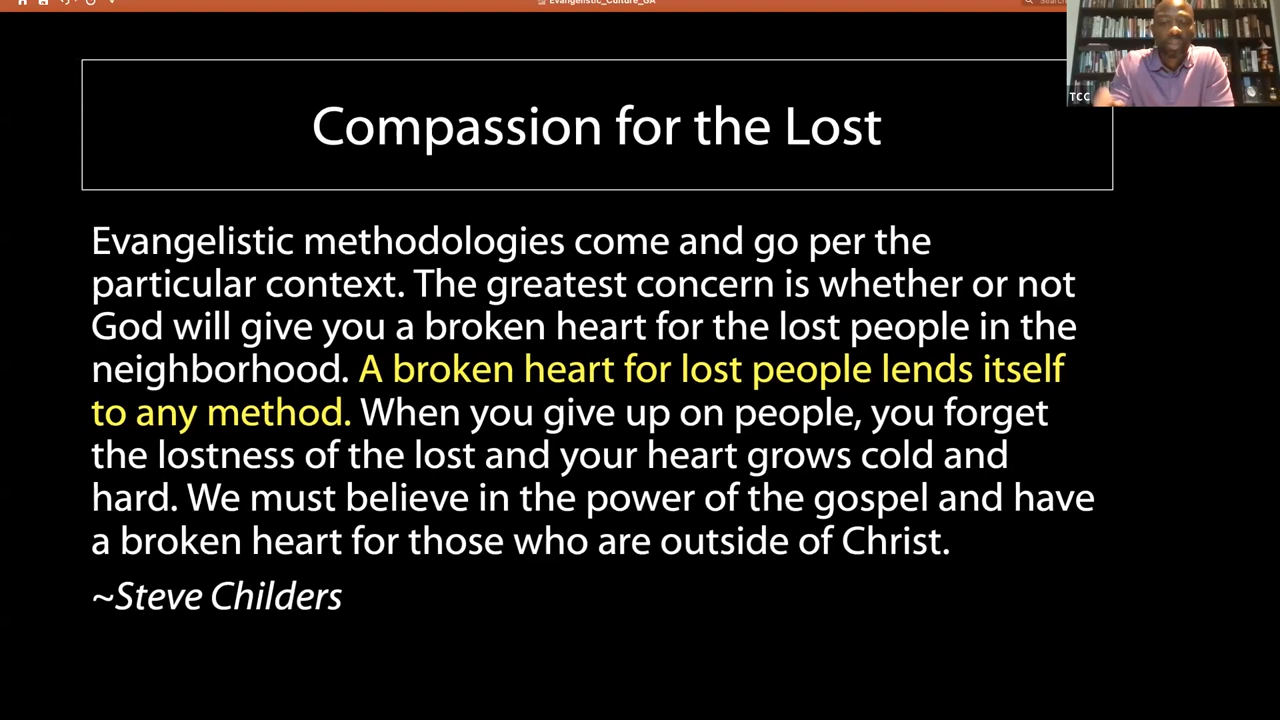 Evangelistic_Culture_GA
TCC
Compassion for the Lost
Evangelistic methodologies come and go per the
particular context. The greatest concern is whether or not
God will give you a broken heart for the lost people in the
neighborhood. A broken heart for lost people lends itself
to any method. When you give up on people, you forget
the lostness of the lost and your heart grows cold and
hard. We must believe in the power of the gospel and have
a broken heart for those who are outside of Christ.
~Steve Childers